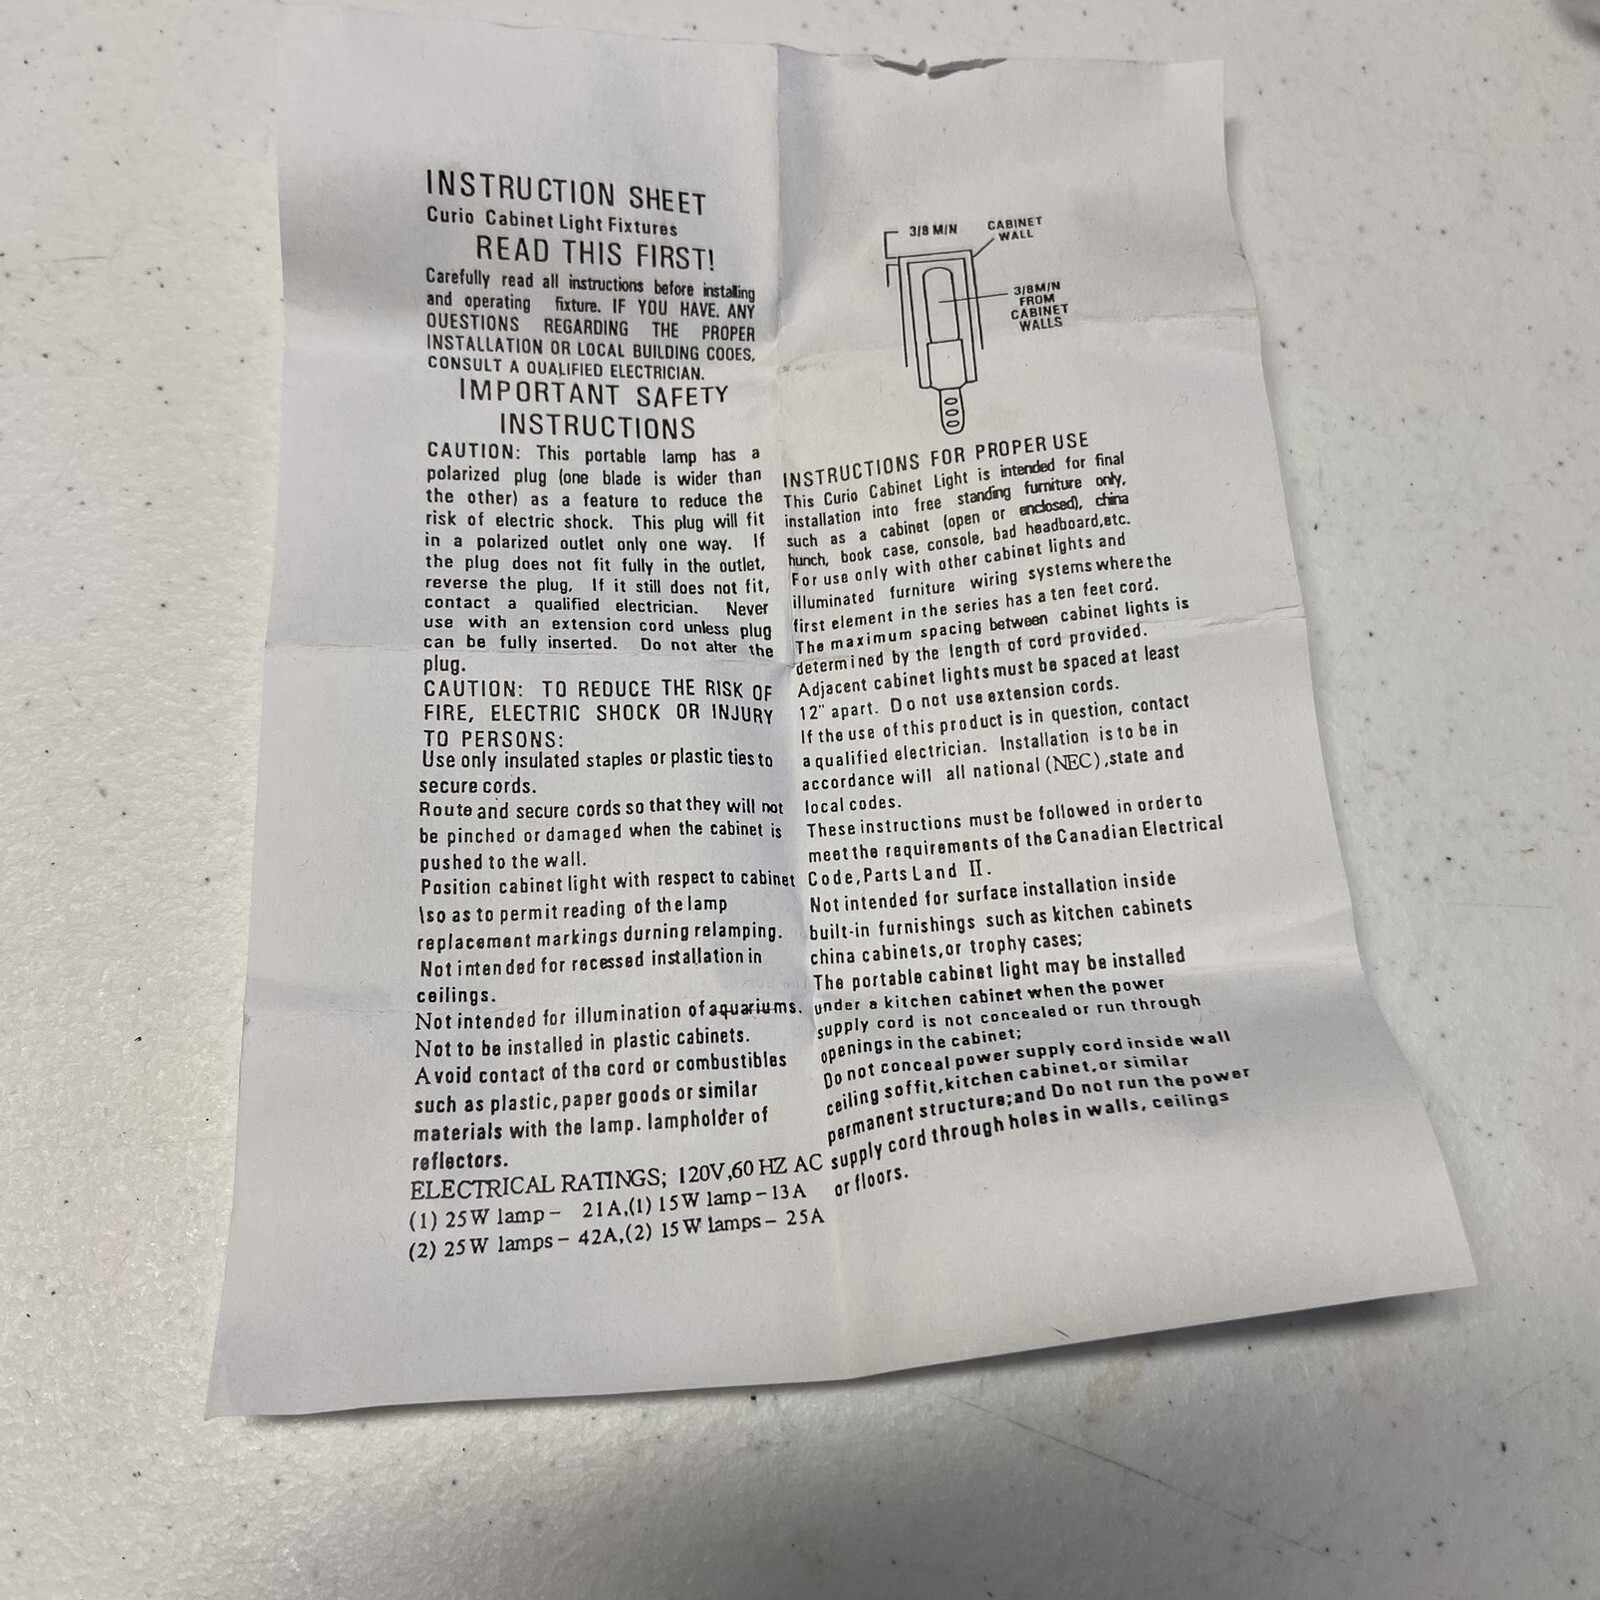 INSTRUCTION SHEET
Curio Cabinet Light Fixtures
READ THIS FIRST!
Carefully read all instructions before installing
and operating fixture. IF YOU HAVE. ANY
OUESTIONS REGARDING THE PROPER
INSTALLATION OR LOCAL BUILDING COOES,
CONSULT A OUALIFIED ELECTRICIAN.
IMPORTANT SAFETY
INSTRUCTIONS
CAUTION: This portable lamp has a
polarized plug (one blade is wider than
the other) as a feature to reduce the
risk of electric shock. This plug will fit
in a polarized outlet only one way. If
the plug does not fit fully in the outlet,
reverse the plug, If it still does not fit,
contact a qualified electrician. Never
use with an extension cord unless plug
can be fully inserted. Do not alter the
plug.
CAUTION: TO REDUCE THE RISK OF
FIRE, ELECTRIC SHOCK OR INJURY
TO PERSONS:
Use only insulated staples or plastic ties to
secure cords.
Route and secure cords so that they will not
be pinched or damaged when the cabinet is
pushed to the wall.
Position cabinet light with respect to cabinet
lso as to permit reading of the lamp
replacement markings durning relamping.
Not intended for recessed installation in
ceilings.
Not intended for illumination of aquariums.
Not to be installed in plastic cabinets.
Avoid contact of the cord or combustibles
such as plastic, paper goods or similar
materials with the lamp. lampholder of
reflectors.
ELECTRICAL RATINGS; 120V,60 HZ AC
(1) 25W lamp- 21A,(1) 15W lamp-13A
(2) 25W lamps- 42A,(2) 15W lamps- 25A
3/8 M/N
CABINET
WALL
3/8M/N
FROM
CABINET
WALLS
INSTRUCTIONS FOR PROPER USE
This Curio Cabinet Light is intended for final
installation into free standing furniture only,
such as a cabinet (open or enclosed), china
hunch, book case, console, bad headboard,etc.
For use only with other cabinet lights and
illuminated furniture wiring systems where the
first element in the series has a ten feet cord.
The maximum spacing between cabinet lights is
determined by the length of cord provided.
Adjacent cabinet lights must be spaced at least
12" apart. Do not use extension cords.
If the use of this product is in question, contact
a qualified electrician. Installation is to be in
accordance will all national (NEC) ,state and
local codes.
These instructions must be followed in order to
meet the requirements of the Canadian Electrical
Code,Parts Land II.
Not intended for surface installation inside
built-in furnishings such as kitchen cabinets
china cabinets,or trophy cases;
The portable cabinet light may be installed
under a kitchen cabinet when the power
supply cord is not concealed or run through
openings in the cabinet;
Do not conceal power supply cord inside wall
ceiling soffit,kitchen cabinet,or similar
permanent structure;and Do not run the power
supply cord through holes in walls, ceilings
or floors.